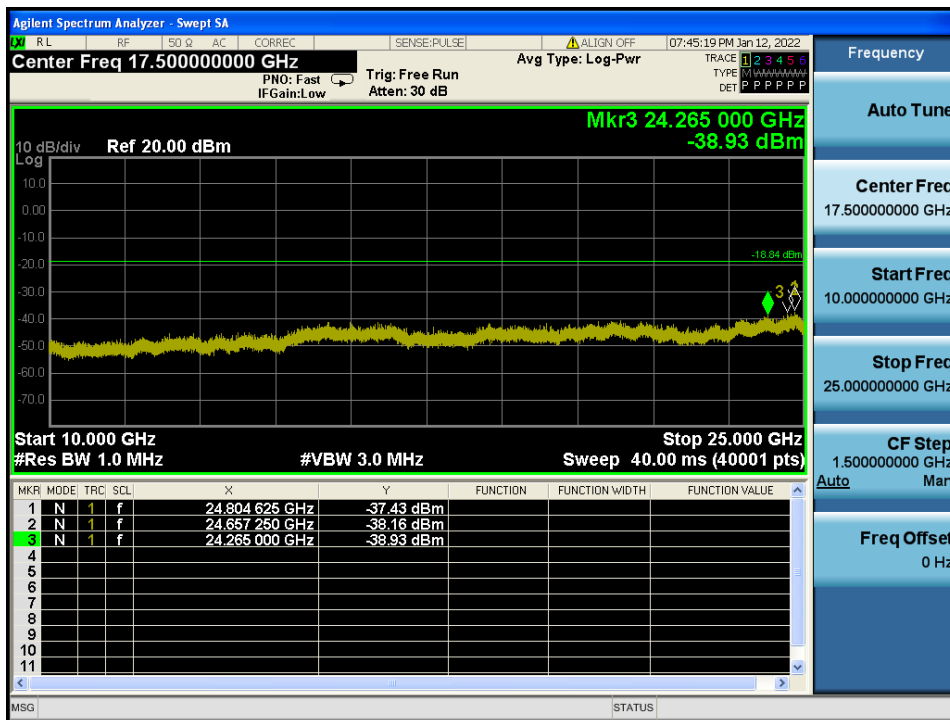 Agilent Spectrum Analyzer - Swept SA
LXI RL RF 50 Ω AC CORREC SENSE:PULSE ALIGN OFF 07:45:19 PM Jan 12, 2022
Center Freq 17.500000000 GHz
PNO: Fast
IFGain:Low
Trig: Free Run
Atten: 30 dB
Avg Type: Log-Pwr
TRACE 1 2 3 4 5 6
TYPE M WWWWW
DET P P P P P P
Mkr3 24.265 000 GHz
-38.93 dBm
10 dB/div Ref 20.00 dBm
Log
10.0
0.00
-10.0
-20.0
-30.0
-40.0
-50.0
-60.0
-70.0
-18.84 dBm
3
Start 10.000 GHz Stop 25.000 GHz
#Res BW 1.0 MHz #VBW 3.0 MHz Sweep 40.00 ms (40001 pts)
MKR MODE TRC SCL X Y FUNCTION FUNCTION WIDTH FUNCTION VALUE
1 N 1 f 24.804 625 GHz -37.43 dBm
2 N 1 f 24.657 250 GHz -38.16 dBm
3 N 1 f 24.265 000 GHz -38.93 dBm
4
5
6
7
8
9
10
11
MSG STATUS
Frequency
Auto Tune
Center Freq
17.500000000 GHz
Start Freq
10.000000000 GHz
Stop Freq
25.000000000 GHz
CF Step
1.500000000 GHz
Auto Man
Freq Offset
0 Hz